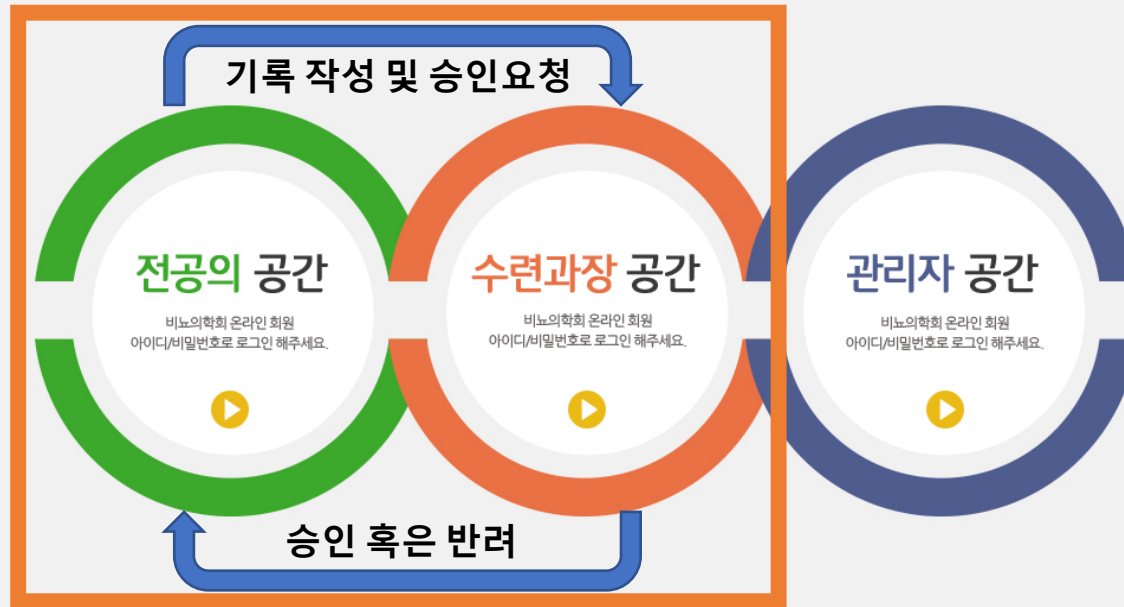 기록 작성 및 승인요청
전공의 공간
비뇨의학회 온라인 회원
아이디/비밀번호로 로그인 해주세요.
수련과장 공간
비뇨의학회 온라인 회원
아이디/비밀번호로 로그인 해주세요.
관리자 공간
비뇨의학회 온라인 회원
아이디/비밀번호로 로그인 해주세요.
승인 혹은 반려